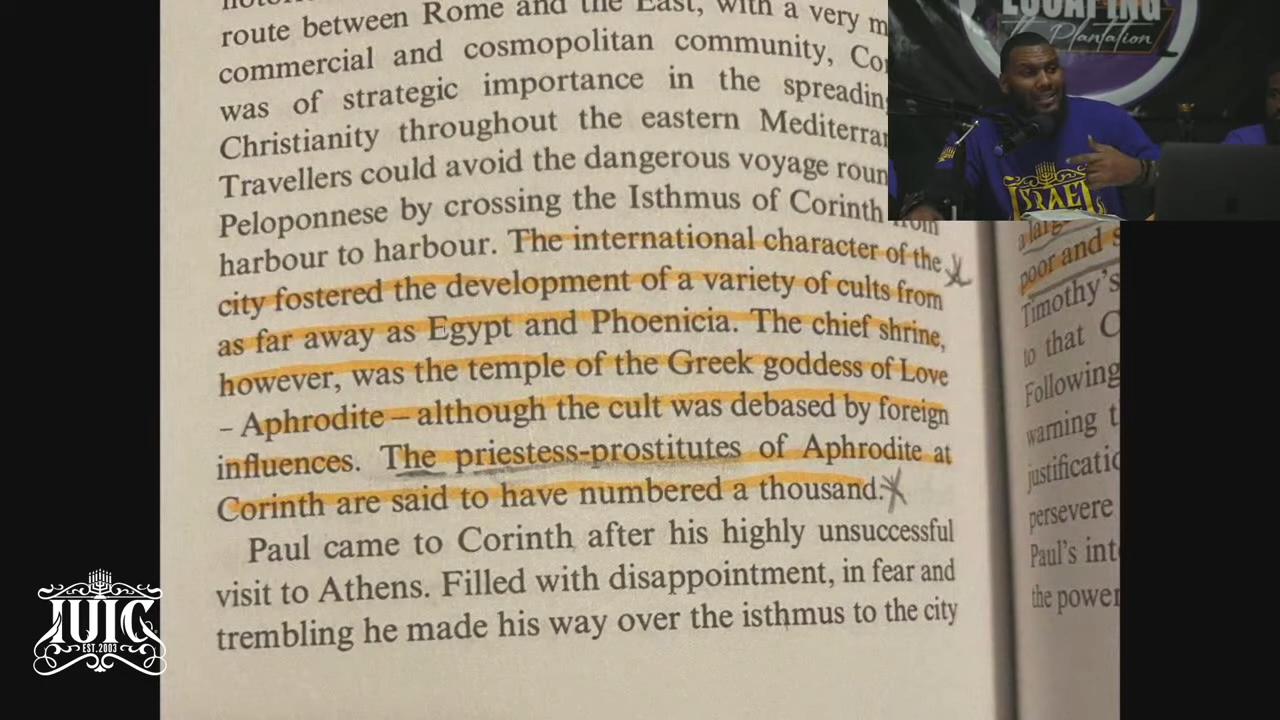 route between Rome and the East, with a very
commercial and cosmopolitan community,
was of strategic importance in the
Christianity throughout the eastern
Travellers could avoid the dangerous voyage
Peloponnese by crossing the Isthmus of Corinth from
harbour to harbour. The international character of the
city fostered the development of a variety of cults from
as far away as Egypt and Phoenicia. The chief shrine,
however, was the temple of the Greek goddess of Love
– Aphrodite – although the cult was debased by foreign
influences. The priestess-prostitutes of Aphrodite at
Corinth are said to have numbered a thousand.
Paul came to Corinth after his highly unsuccessful
visit to Athens. Filled with disappointment, in fear and
trembling he made his way over the isthmus to the city
poor and
Timothy's
to that
Following
warning
persevere
Paul's
the power
ESCAPING
the Plantation
ISRAEL
IUIC
EST. 2003